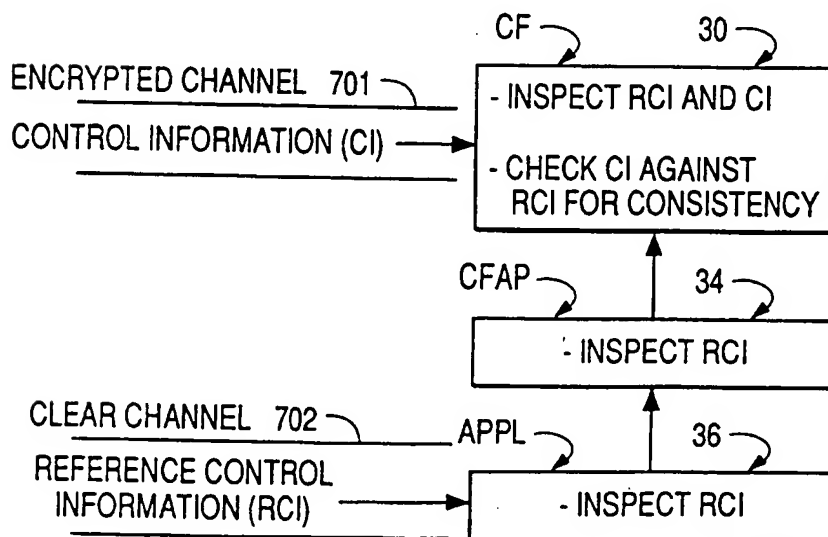 CF 30
ENCRYPTED CHANNEL 701
CONTROL INFORMATION (CI)
- INSPECT RCI AND CI
- CHECK CI AGAINST
RCI FOR CONSISTENCY
CFAP 34
- INSPECT RCI
CLEAR CHANNEL 702
APPL 36
REFERENCE CONTROL
INFORMATION (RCI)
- INSPECT RCI